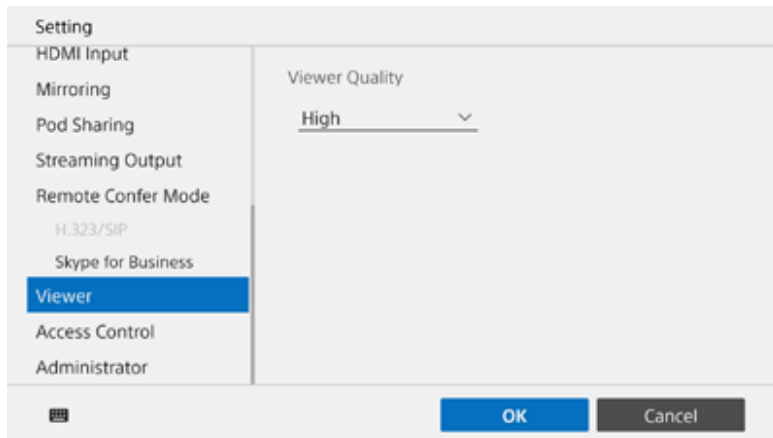 Setting
HDMI Input
Mirroring
Pod Sharing
Streaming Output
Remote Confer Mode
H.323/SIP
Skype for Business
Viewer
Access Control
Administrator
Viewer Quality
High
OK
Cancel